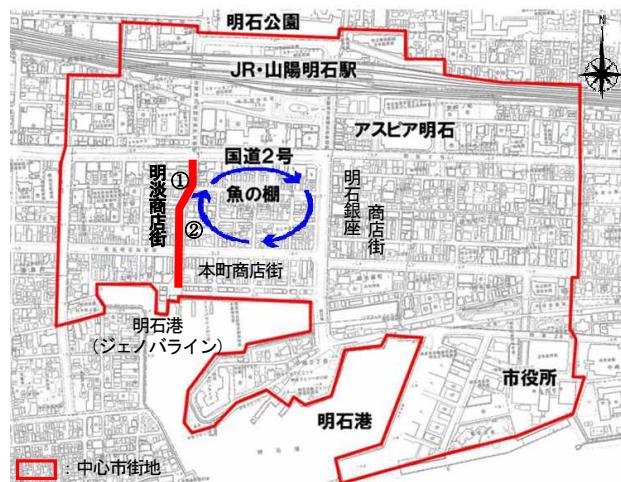 明石公園
N
JR・山陽明石駅
アスピア明石
国道2号
明淡商店街
①
②
魚の棚
明石銀座
商店街
本町商店街
明石港
(ジェノバライン)
市役所
明石港
:中心市街地